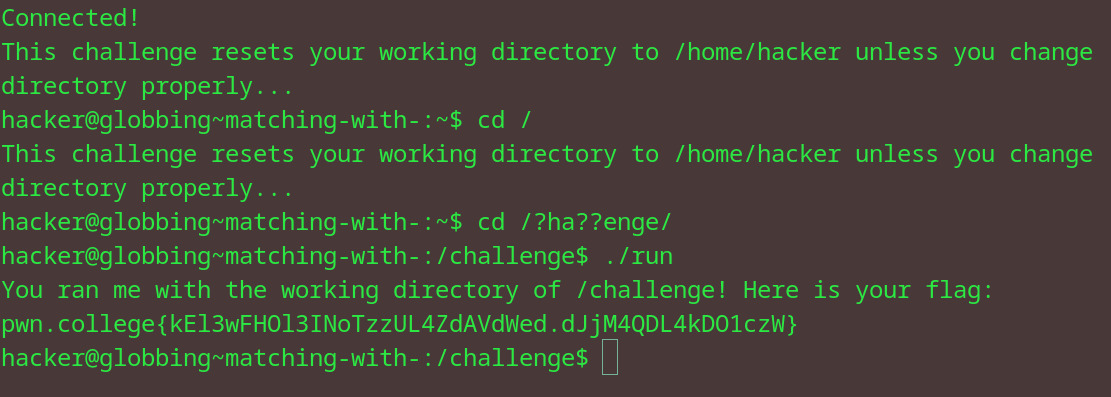 Connected!
This challenge resets your working directory to /home/hacker unless you change
directory properly...
hacker@globbing~matching-with-:~$ cd /
This challenge resets your working directory to /home/hacker unless you change
directory properly...
hacker@globbing~matching-with-:~$ cd /?ha??enge/
hacker@globbing~matching-with-:/challenge$ ./run
You ran me with the working directory of /challenge! Here is your flag:
pwn.college{kEl3wFHOl3INoTzzUL4ZdAVdWed.dJjM4QDL4kDO1czW}
hacker@globbing~matching-with-:/challenge$